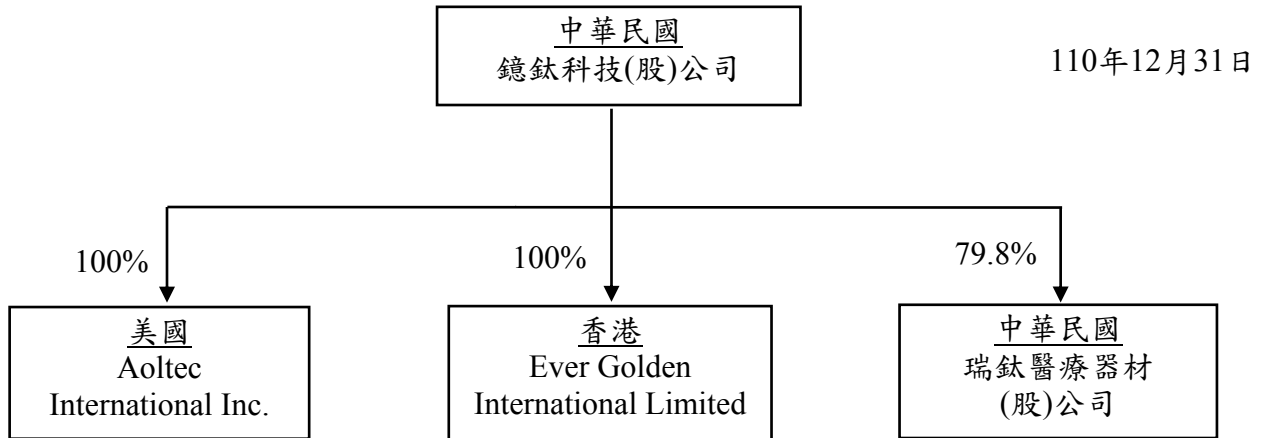 中華民國
鐿鈦科技(股)公司
110年12月31日
100%
100%
79.8%
美國
Aoltec
International Inc.
香港
Ever Golden
International Limited
中華民國
瑞鈦醫療器材
(股)公司